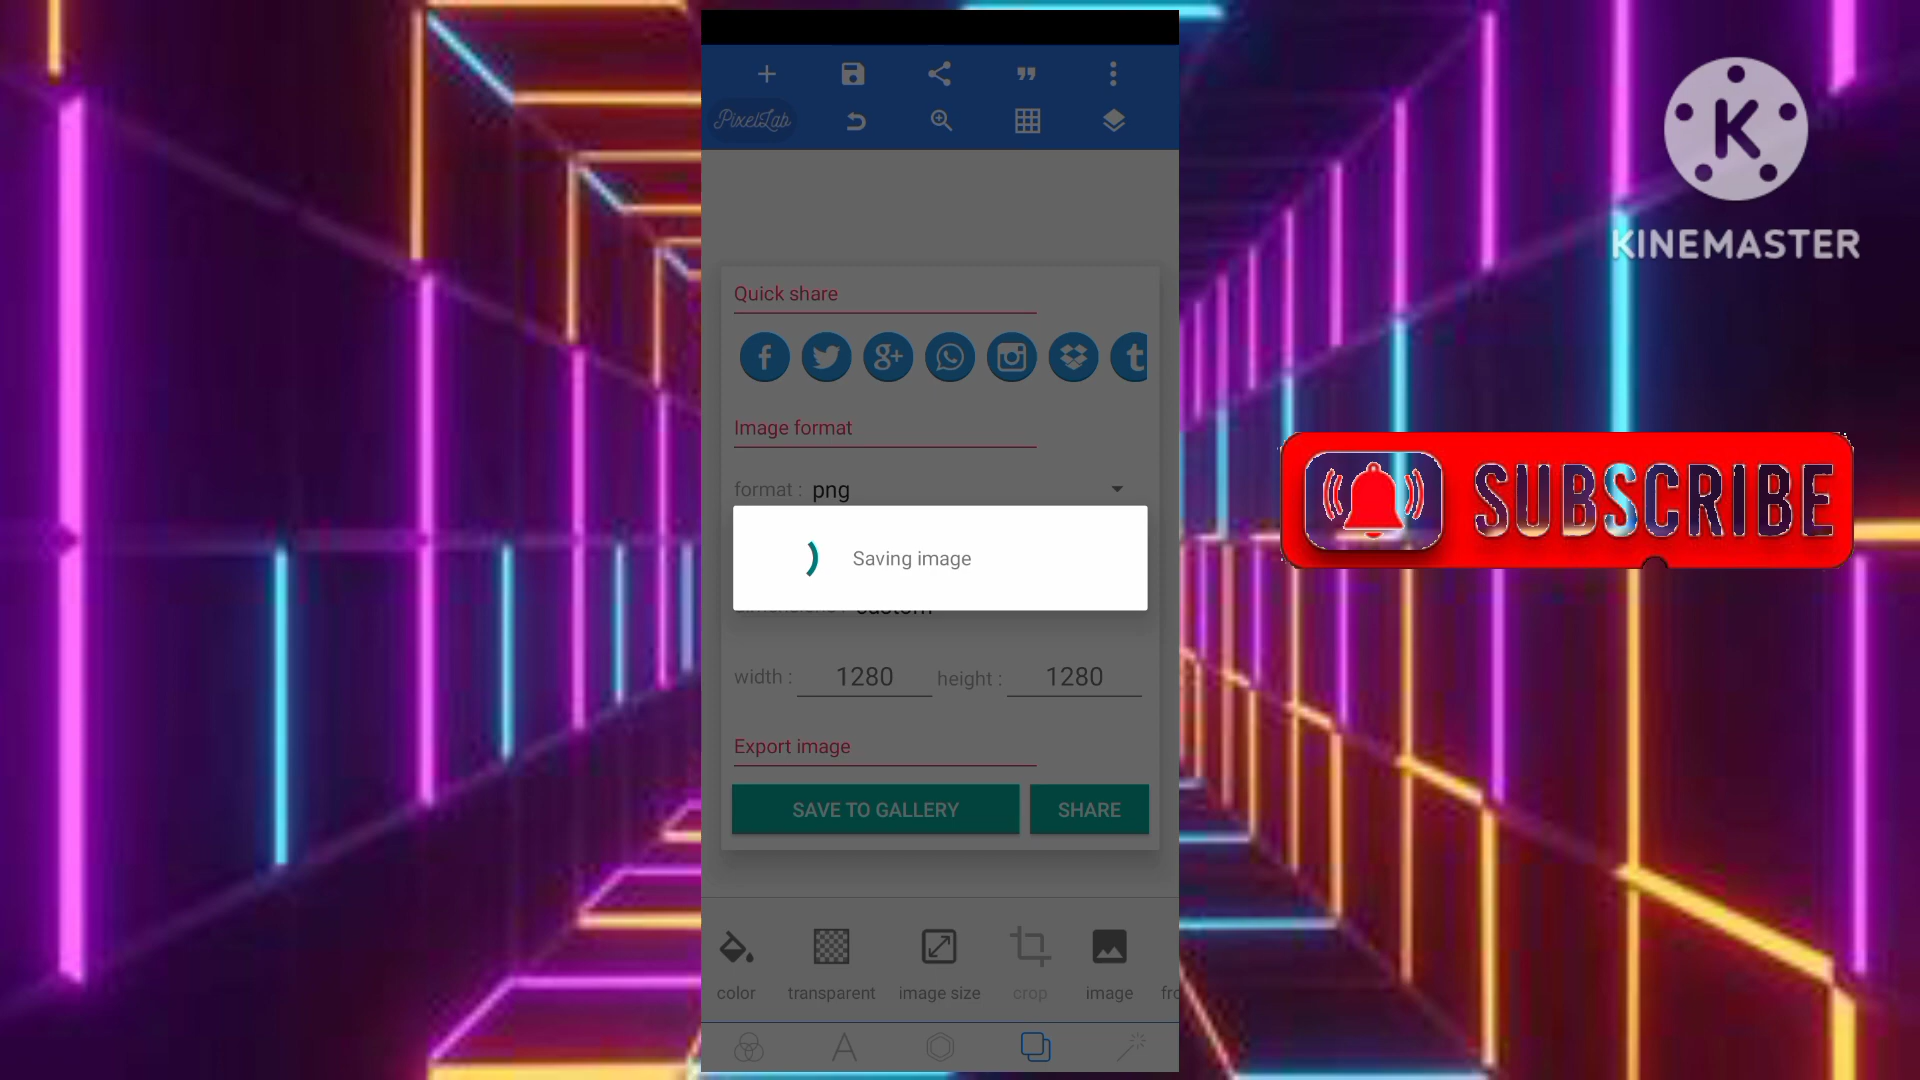 PixelLab
KINEMASTER
Quick share
Image format
format : png
SUBSCRIBE
Saving image
width : 1280 height : 1280
Export image
SAVE TO GALLERY SHARE
color transparent image size crop image